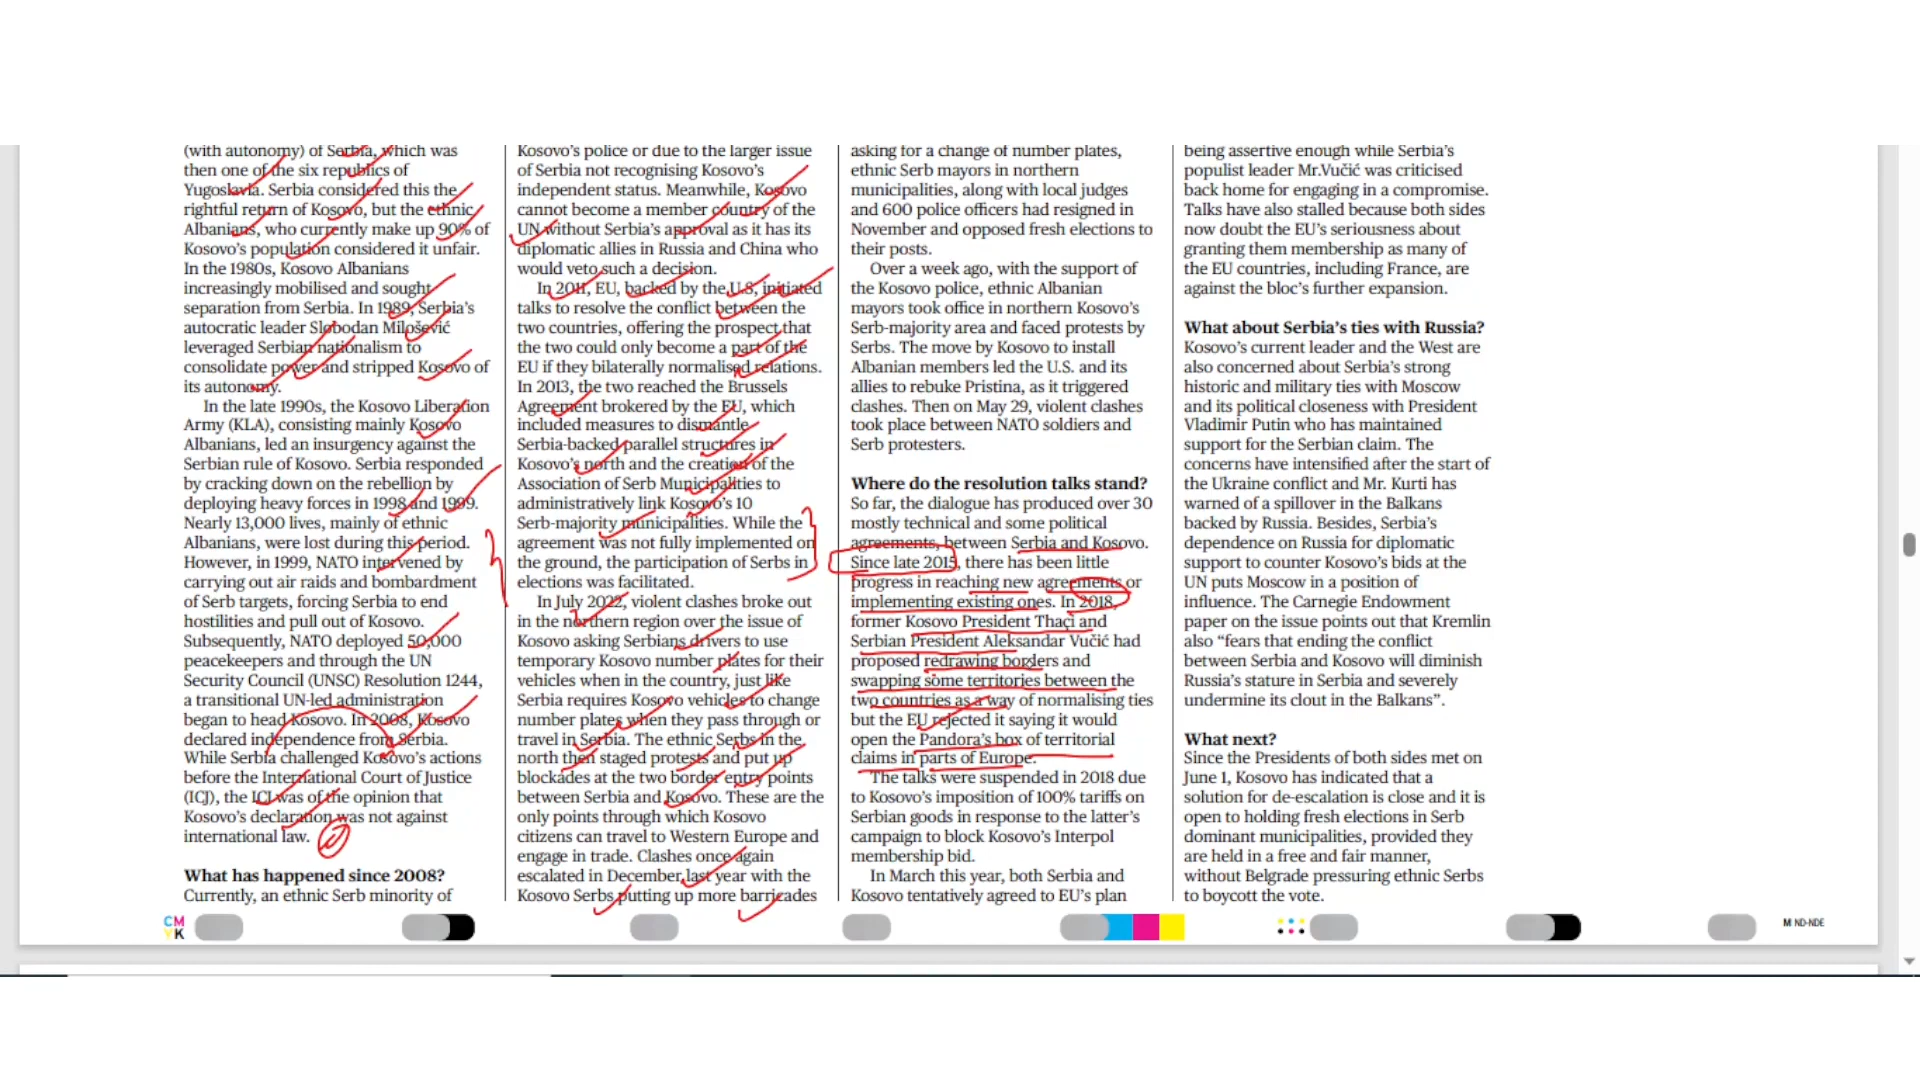 (with autonomy) of Serbia, which was
then one of the six republics of
Yugoslavia. Serbia considered this the
rightful return of Kosovo, but the ethnic
Albanians, who currently make up 90% of
Kosovo's population considered it unfair.
In the 1980s, Kosovo Albanians
increasingly mobilised and sought
separation from Serbia. In 1989, Serbia's
autocratic leader Slobodan Milošević
leveraged Serbian nationalism to
consolidate power and stripped Kosovo of
its autonomy.
In the late 1990s, the Kosovo Liberation
Army (KLA), consisting mainly Kosovo
Albanians, led an insurgency against the
Serbian rule of Kosovo. Serbia responded
by cracking down on the rebellion by
deploying heavy forces in 1998 and 1999.
Nearly 13,000 lives, mainly of ethnic
Albanians, were lost during this period.
However, in 1999, NATO intervened by
carrying out air raids and bombardment
of Serb targets, forcing Serbia to end
hostilities and pull out of Kosovo.
Subsequently, NATO deployed 50,000
peacekeepers and through the UN
Security Council (UNSC) Resolution 1244,
a transitional UN-led administration
began to head Kosovo. In 2008, Kosovo
declared independence from Serbia.
While Serbia challenged Kosovo's actions
before the International Court of Justice
(ICJ), the ICJ was of the opinion that
Kosovo's declaration was not against
international law.
What has happened since 2008?
Currently, an ethnic Serb minority of
Kosovo's police or due to the larger issue
of Serbia not recognising Kosovo's
independent status. Meanwhile, Kosovo
cannot become a member country of the
UN without Serbia's approval as it has its
diplomatic allies in Russia and China who
would veto such a decision.
In 2011, EU, backed by the U.S, initiated
talks to resolve the conflict between the
two countries, offering the prospect that
the two could only become a part of the
EU if they bilaterally normalised relations.
In 2013, the two reached the Brussels
Agreement brokered by the EU, which
included measures to dismantle
Serbia-backed parallel structures in
Kosovo's north and the creation of the
Association of Serb Municipalities to
administratively link Kosovo's 10
Serb-majority municipalities. While the
agreement was not fully implemented on
the ground, the participation of Serbs in
elections was facilitated.
In July 2022, violent clashes broke out
in the northern region over the issue of
Kosovo asking Serbians drivers to use
temporary Kosovo number plates for their
vehicles when in the country, just like
Serbia requires Kosovo vehicles to change
number plates when they pass through or
travel in Serbia. The ethnic Serbs in the
north then staged protests and put up
blockades at the two border entry points
between Serbia and Kosovo. These are the
only points through which Kosovo
citizens can travel to Western Europe and
engage in trade. Clashes once again
escalated in December last year with the
Kosovo Serbs putting up more barricades
asking for a change of number plates,
ethnic Serb mayors in northern
municipalities, along with local judges
and 600 police officers had resigned in
November and opposed fresh elections to
their posts.
Over a week ago, with the support of
the Kosovo police, ethnic Albanian
mayors took office in northern Kosovo's
Serb-majority area and faced protests by
Serbs. The move by Kosovo to install
Albanian members led the U.S. and its
allies to rebuke Pristina, as it triggered
clashes. Then on May 29, violent clashes
took place between NATO soldiers and
Serb protesters.
Where do the resolution talks stand?
So far, the dialogue has produced over 30
mostly technical and some political
agreements, between Serbia and Kosovo.
Since late 2015, there has been little
progress in reaching new agreements or
implementing existing ones. In 2018,
former Kosovo President Thaçi and
Serbian President Aleksandar Vučić had
proposed redrawing borders and
swapping some territories between the
two countries as a way of normalising ties
but the EU rejected it saying it would
open the Pandora's box of territorial
claims in parts of Europe.
The talks were suspended in 2018 due
to Kosovo's imposition of 100% tariffs on
Serbian goods in response to the latter's
campaign to block Kosovo's Interpol
membership bid.
In March this year, both Serbia and
Kosovo tentatively agreed to EU's plan
being assertive enough while Serbia's
populist leader Mr.Vučić was criticised
back home for engaging in a compromise.
Talks have also stalled because both sides
now doubt the EU's seriousness about
granting them membership as many of
the EU countries, including France, are
against the bloc's further expansion.
What about Serbia's ties with Russia?
Kosovo's current leader and the West are
also concerned about Serbia's strong
historic and military ties with Moscow
and its political closeness with President
Vladimir Putin who has maintained
support for the Serbian claim. The
concerns have intensified after the start of
the Ukraine conflict and Mr. Kurti has
warned of a spillover in the Balkans
backed by Russia. Besides, Serbia's
dependence on Russia for diplomatic
support to counter Kosovo's bids at the
UN puts Moscow in a position of
influence. The Carnegie Endowment
paper on the issue points out that Kremlin
also "fears that ending the conflict
between Serbia and Kosovo will diminish
Russia's stature in Serbia and severely
undermine its clout in the Balkans".
What next?
Since the Presidents of both sides met on
June 1, Kosovo has indicated that a
solution for de-escalation is close and it is
open to holding fresh elections in Serb
dominant municipalities, provided they
are held in a free and fair manner,
without Belgrade pressuring ethnic Serbs
to boycott the vote.
CM
YK
M ND-NDE